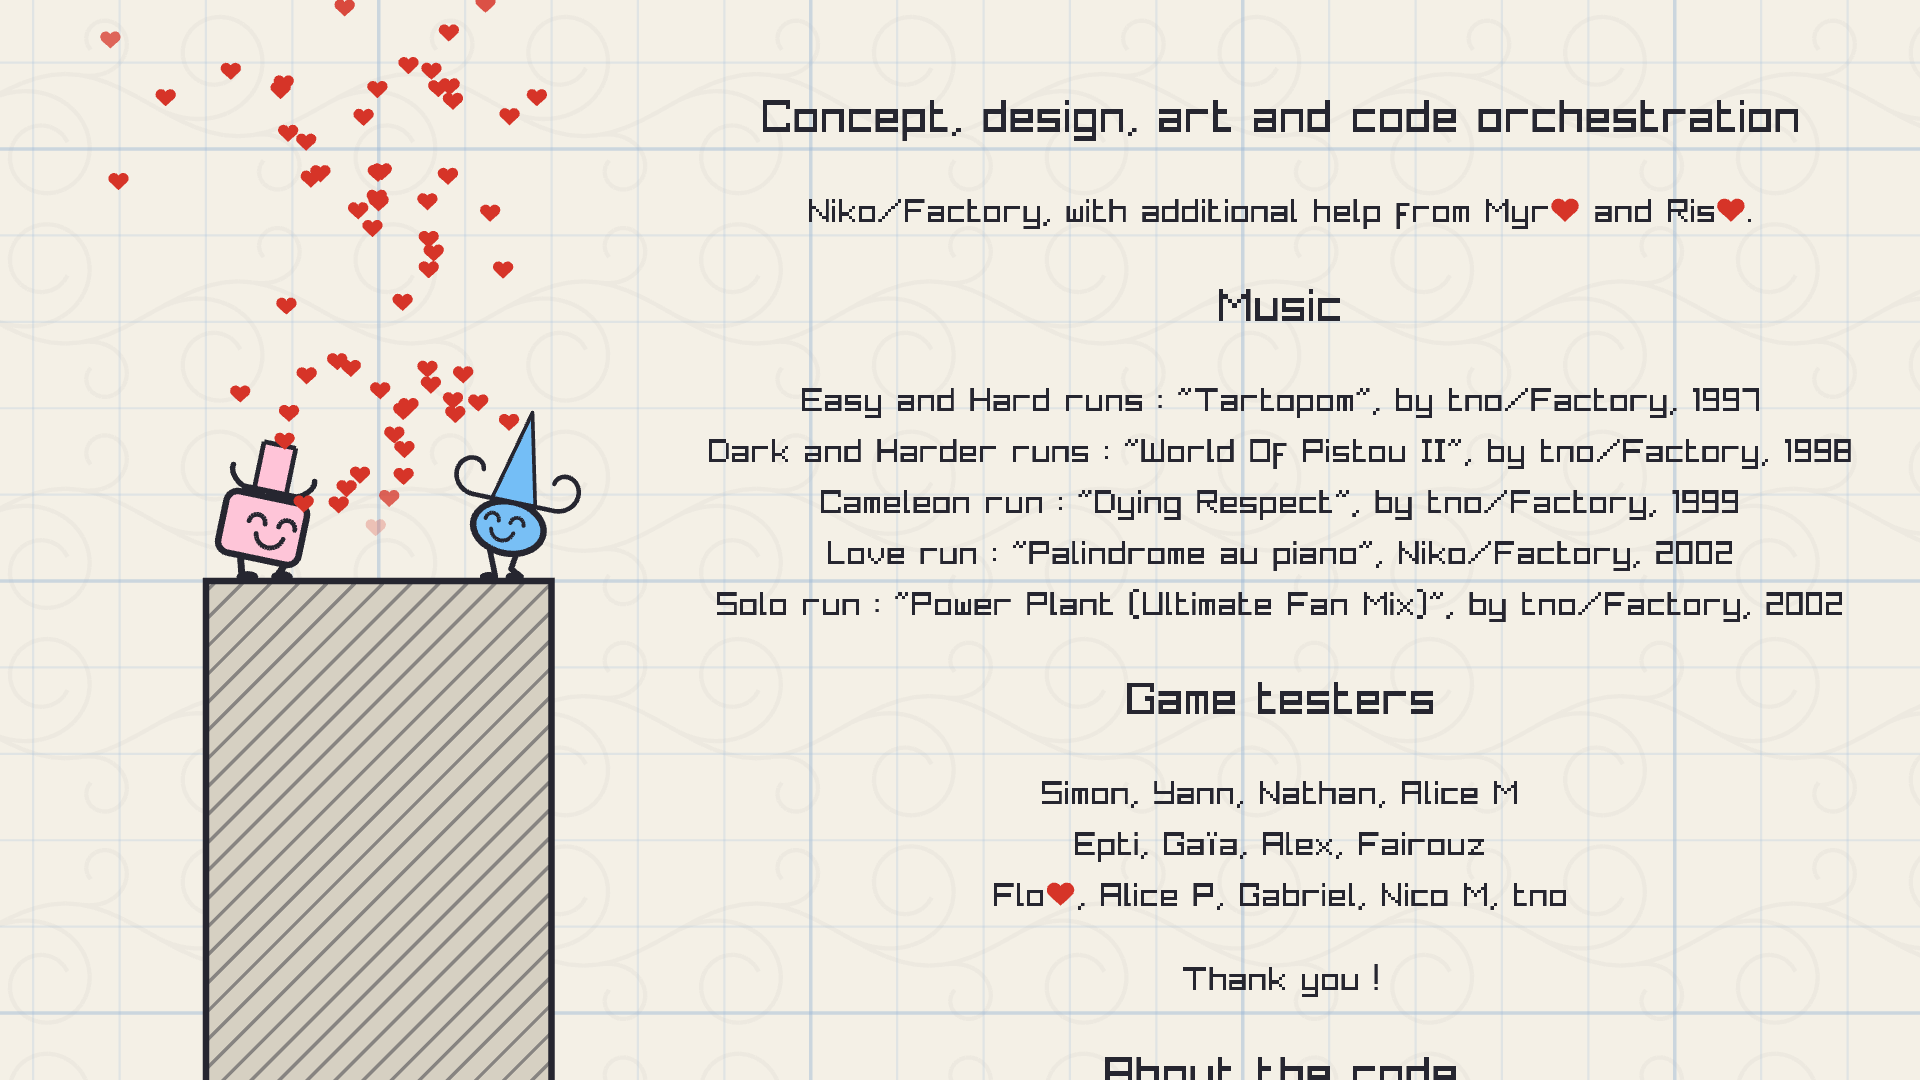 Concept, design, art and code orchestration
Niko/Factory, with additional help from Myr❤ and Ris❤.
Music
Easy and Hard runs : "Tartopom", by tno/Factory, 1997
Dark and Harder runs : "World Of Pistou II", by tno/Factory, 1998
Cameleon run : "Dying Respect", by tno/Factory, 1999
Love run : "Palindrome au piano", Niko/Factory, 2002
Solo run : "Power Plant (Ultimate Fan Mix)", by tno/Factory, 2002
Game testers
Simon, Yann, Nathan, Alice M
Epti, Gaïa, Alex, Fairouz
Flo❤, Alice P, Gabriel, Nico M, tno
Thank you !
About the code